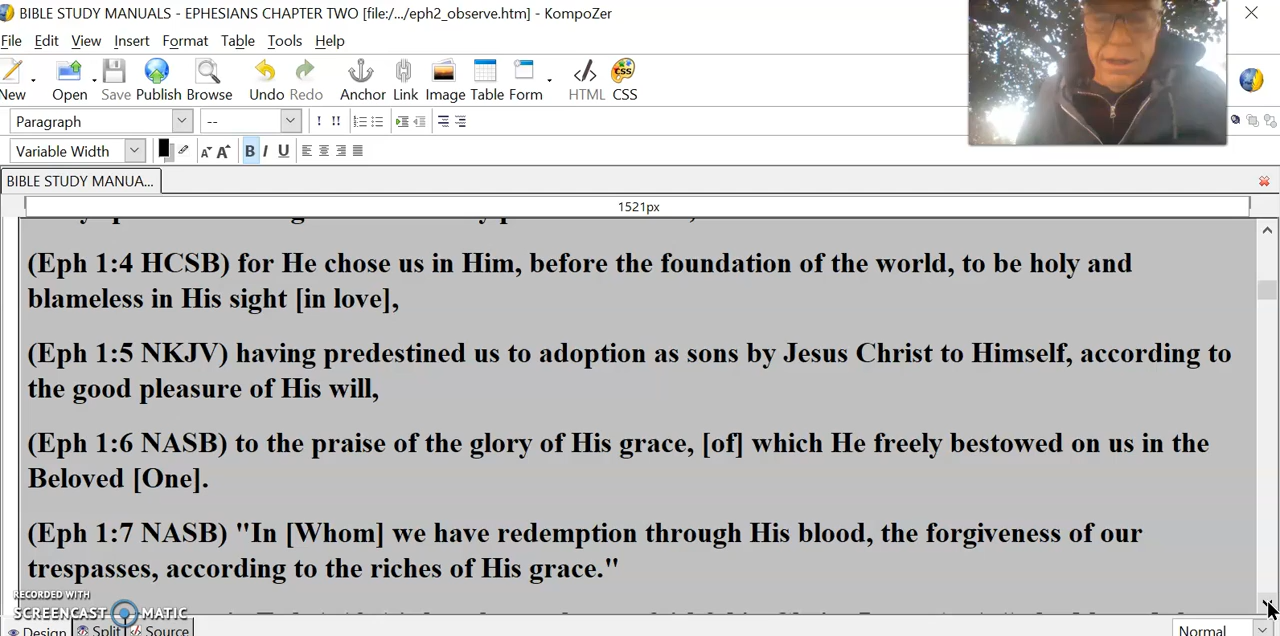 BIBLE STUDY MANUALS - EPHESIANS CHAPTER TWO [file:/.../eph2_observe.htm] - KompoZer
File Edit View Insert Format Table Tools Help
New Open Save Publish Browse Undo Redo Anchor Link Image Table Form HTML CSS
Paragraph -- ! !!
Variable Width B I U
BIBLE STUDY MANUA...
1521px
(Eph 1:4 HCSB) for He chose us in Him, before the foundation of the world, to be holy and
blameless in His sight [in love],
(Eph 1:5 NKJV) having predestined us to adoption as sons by Jesus Christ to Himself, according to
the good pleasure of His will,
(Eph 1:6 NASB) to the praise of the glory of His grace, [of] which He freely bestowed on us in the
Beloved [One].
(Eph 1:7 NASB) "In [Whom] we have redemption through His blood, the forgiveness of our
trespasses, according to the riches of His grace."
RECORDED WITH
SCREENCAST MATIC
Design Split Source
Normal